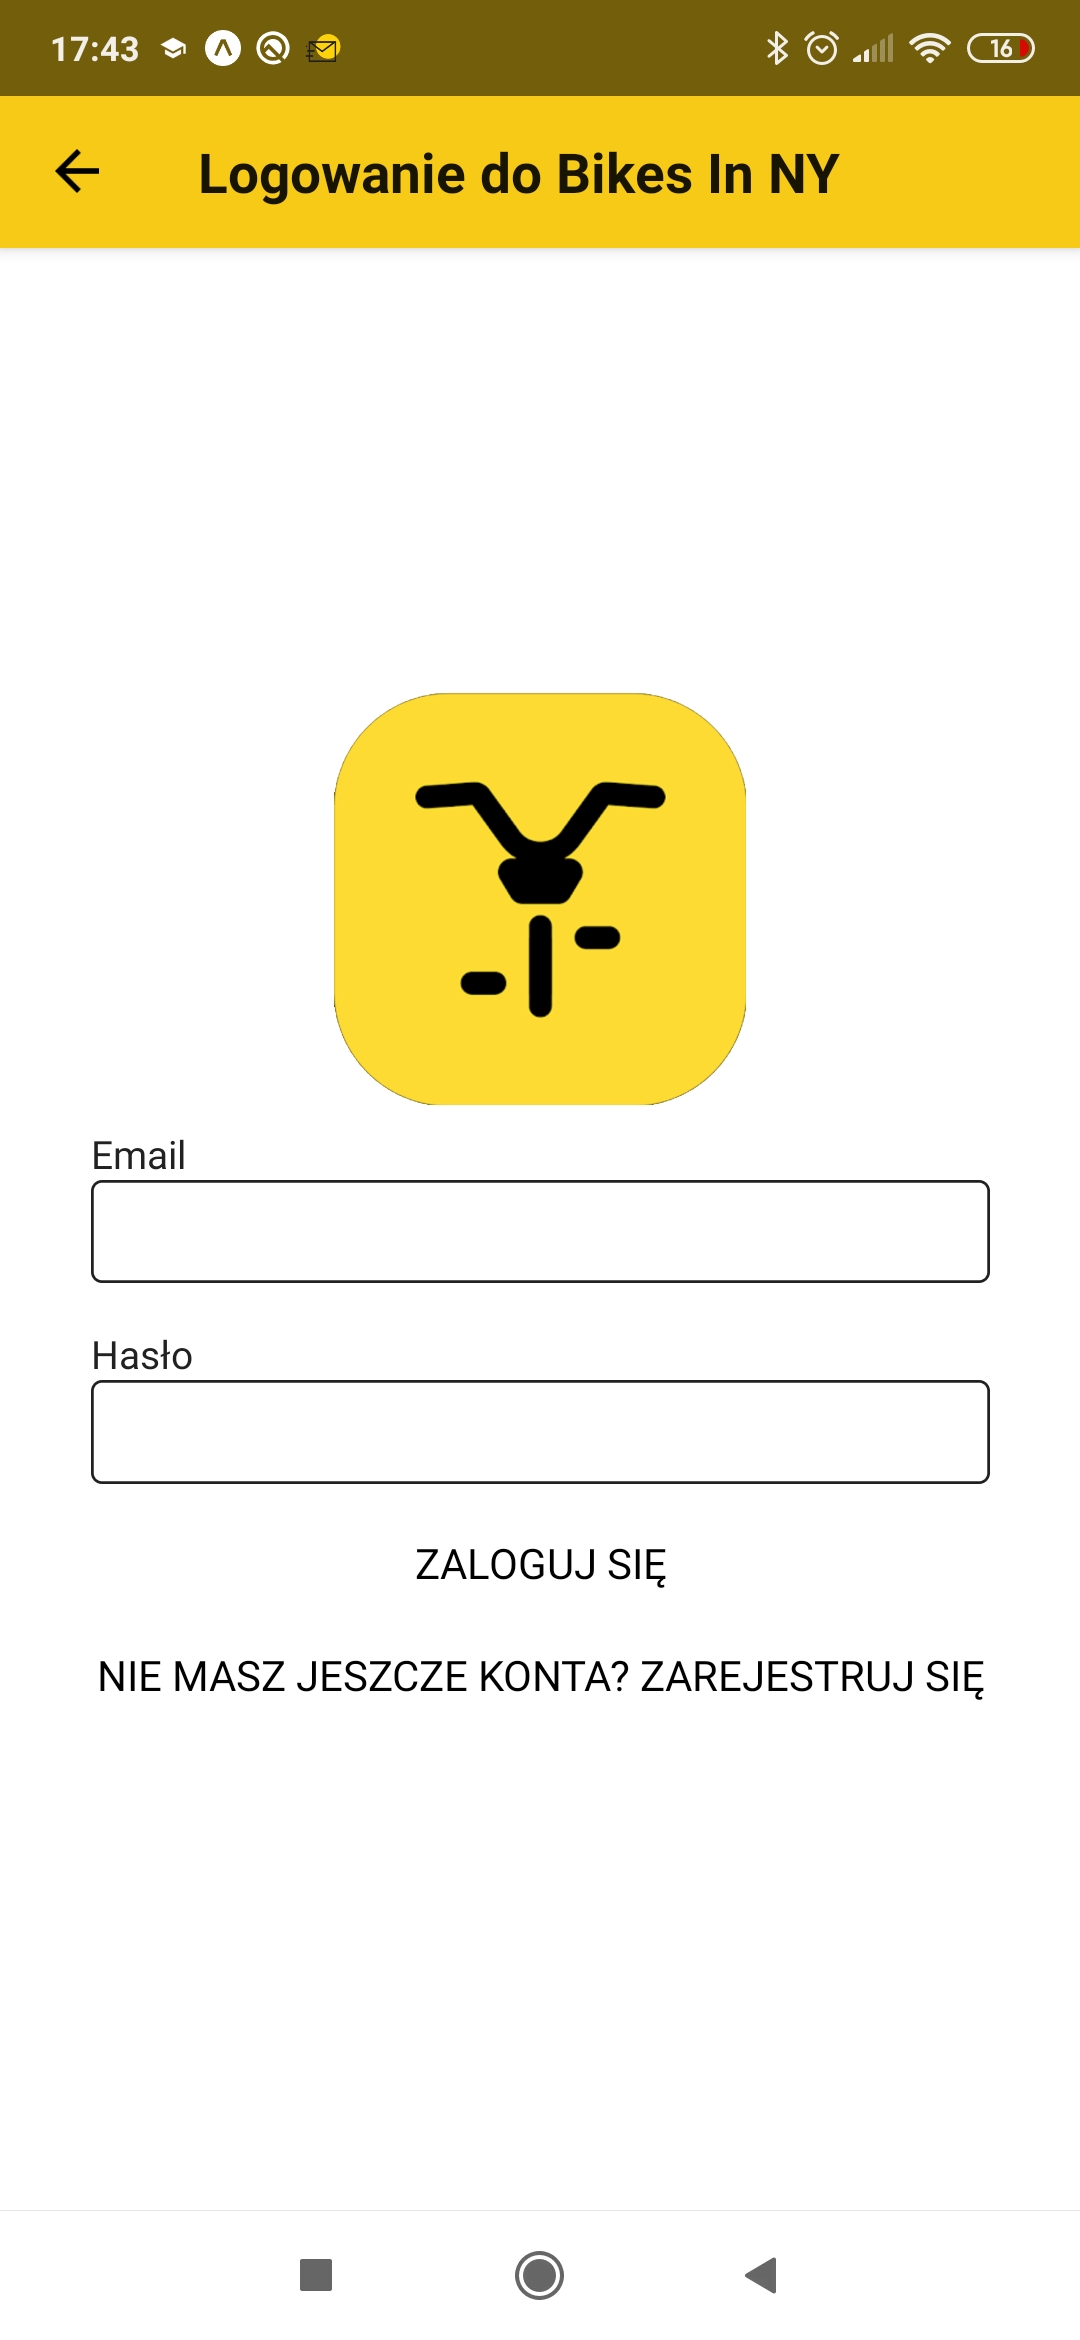 17:43
16
Logowanie do Bikes In NY
Email
Hasło
ZALOGUJ SIĘ
NIE MASZ JESZCZE KONTA? ZAREJESTRUJ SIĘ